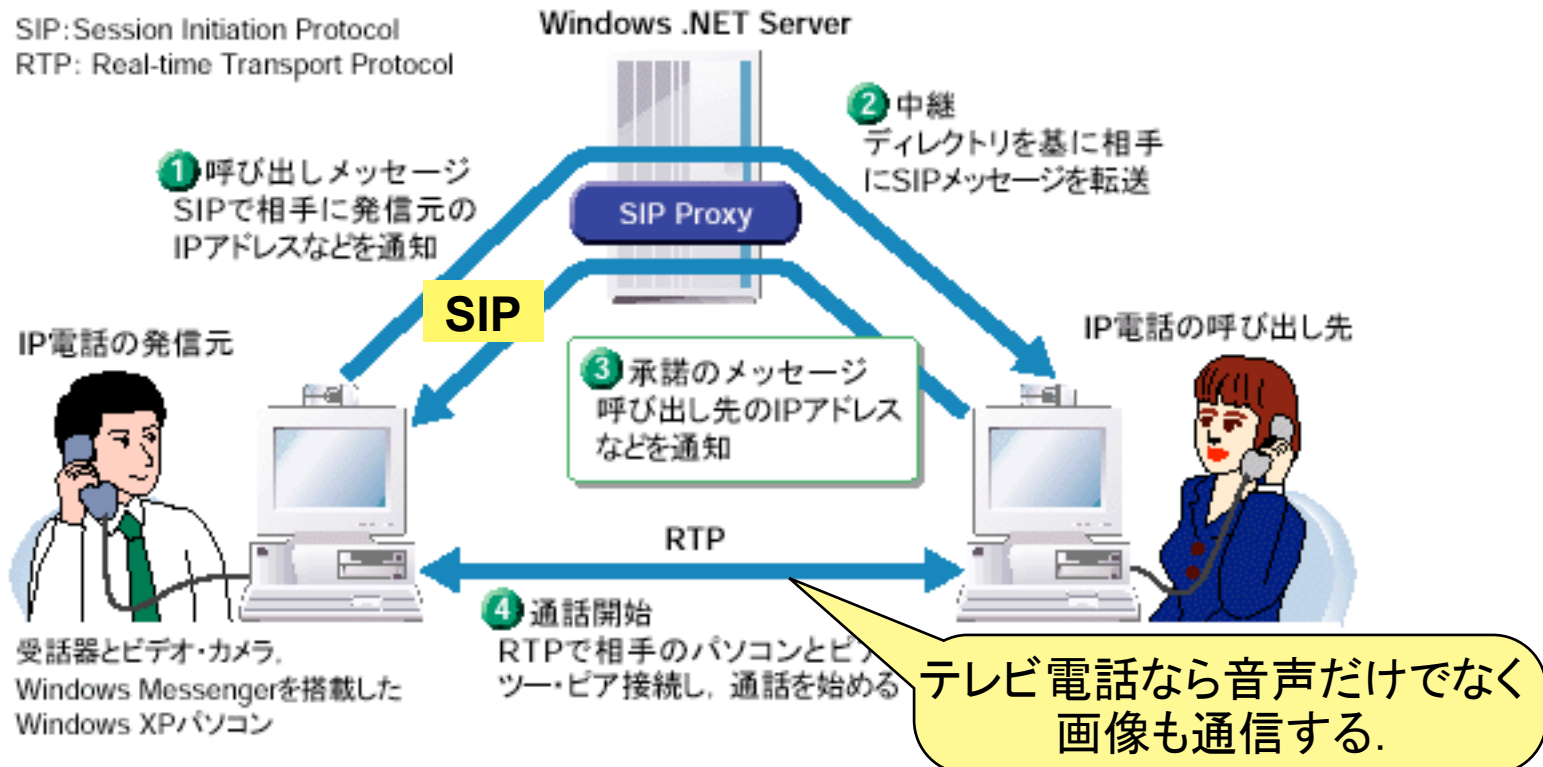 SIP:Session Initiation Protocol
RTP: Real-time Transport Protocol
Windows .NET Server
❶呼び出しメッセージ
SIPで相手に発信元の
IPアドレスなどを通知
❷中継
ディレクトリを基に相手
にSIPメッセージを転送
SIP Proxy
SIP
IP電話の発信元
IP電話の呼び出し先
❸承諾のメッセージ
呼び出し先のIPアドレス
などを通知
RTP
❹通話開始
RTPで相手のパソコンとピア
ツー・ピア接続し，通話を始める
受話器とビデオ・カメラ，
Windows Messengerを搭載した
Windows XPパソコン
テレビ電話なら音声だけでなく
画像も通信する．